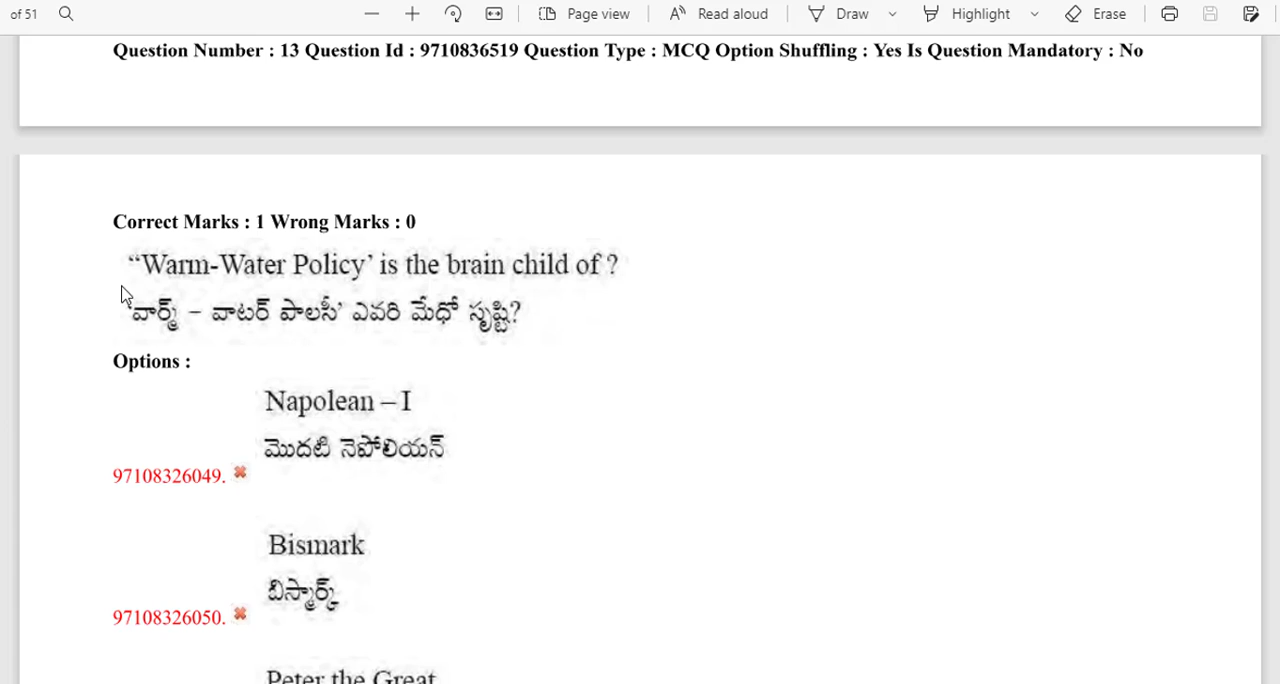 of 51
Page view
Read aloud
Draw
Highlight
Erase
Question Number : 13 Question Id : 9710836519 Question Type : MCQ Option Shuffling : Yes Is Question Mandatory : No
Correct Marks : 1 Wrong Marks : 0
“Warm-Water Policy’ is the brain child of ?
‘వార్మ్ – వాటర్ పాలసీ’ ఎవరి మేధో సృష్టి?
Options :
Napolean – I
మొదటి నెపోలియన్
97108326049.
Bismark
బిస్మార్క్
97108326050.
Peter the Great